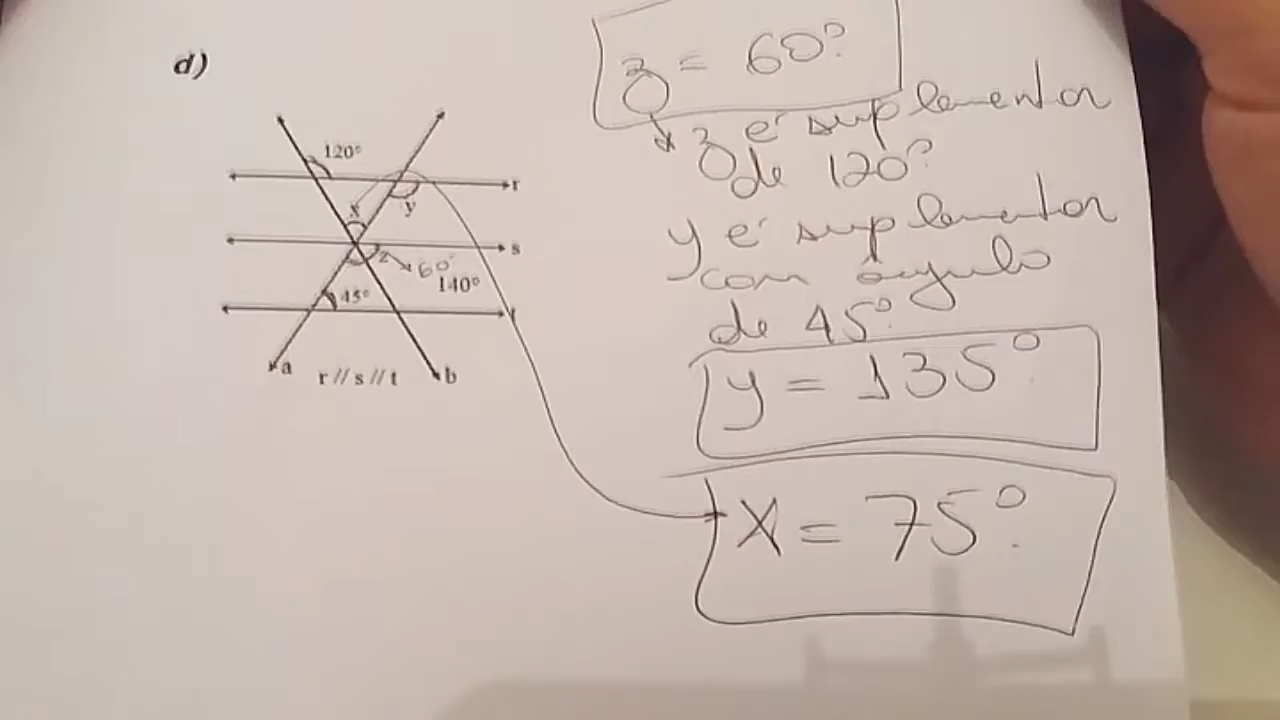 d)
120°
r
x
y
s
z
60°
140°
45°
t
a
r // s // t
b
z = 60°
z é suplementar
de 120°
y é suplementar
com ângulo
de 45°
y = 135°
x = 75°